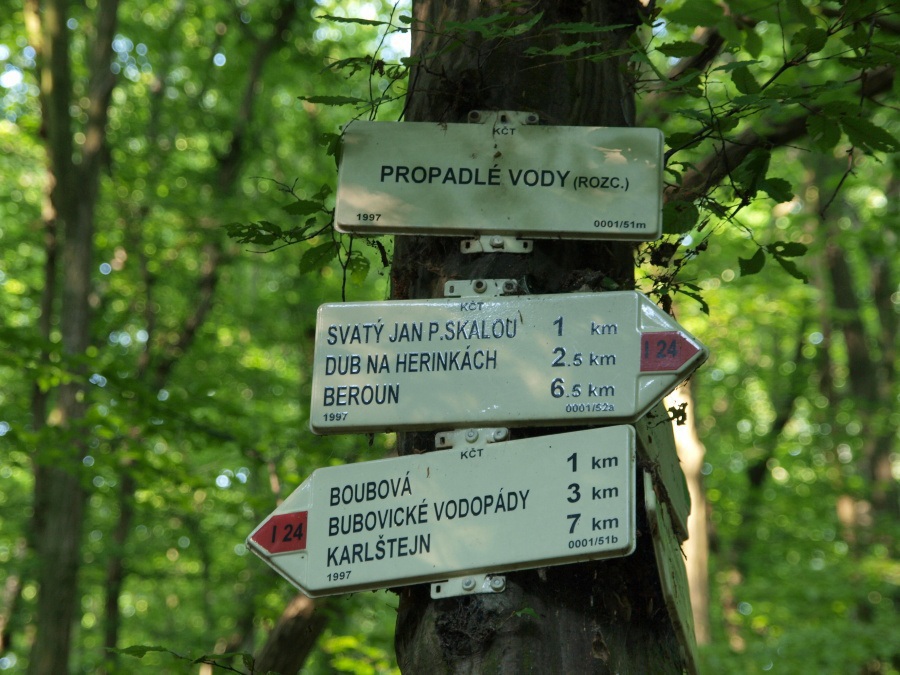 KČT
PROPADLÉ VODY (ROZC.)
1997 0001/51m
KČT
SVATÝ JAN P.SKALOU 1 km
DUB NA HERINKÁCH 2.5 km
BEROUN 6.5 km
1997 0001/52a
I 24
KČT
BOUBOVÁ 1 km
BUBOVICKÉ VODOPÁDY 3 km
KARLŠTEJN 7 km
1997 0001/51b
I 24